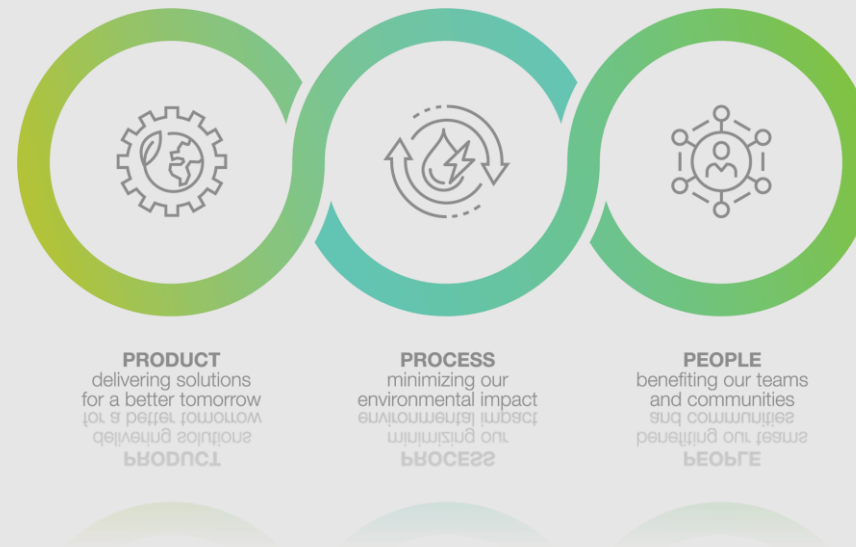 PRODUCT
delivering solutions
for a better tomorrow
PROCESS
minimizing our
environmental impact
PEOPLE
benefiting our teams
and communities